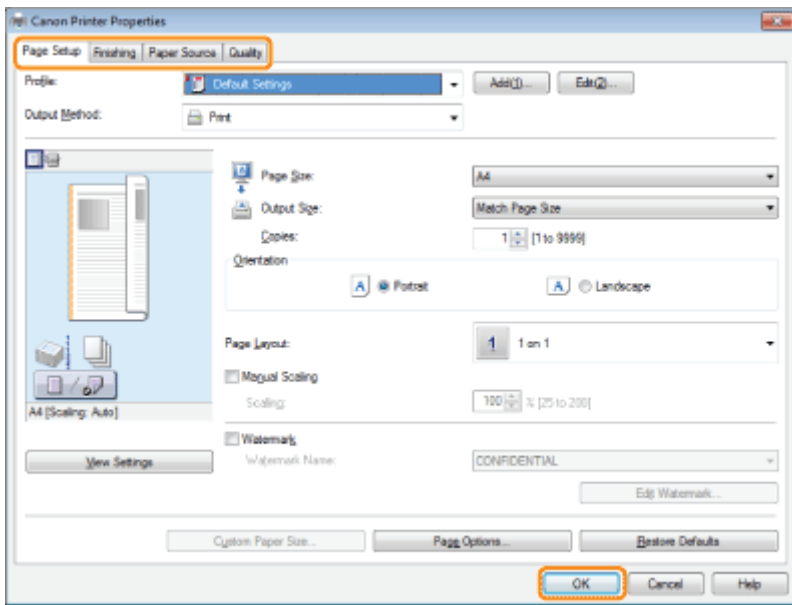 Canon Printer Properties
Page Setup Finishing Paper Source Quality
Profile: Default Settings Add(1)... Edit(2)...
Output Method: Print
Page Size: A4
Output Size: Match Page Size
Copies: 1 [1 to 9999]
Orientation
A Portrait A Landscape
Page Layout: 1 1 on 1
Manual Scaling
Scaling: 100 % [25 to 200]
A4 [Scaling: Auto]
Watermark
View Settings Watermark Name: CONFIDENTIAL
Edit Watermark...
Custom Paper Size... Page Options... Restore Defaults
OK Cancel Help